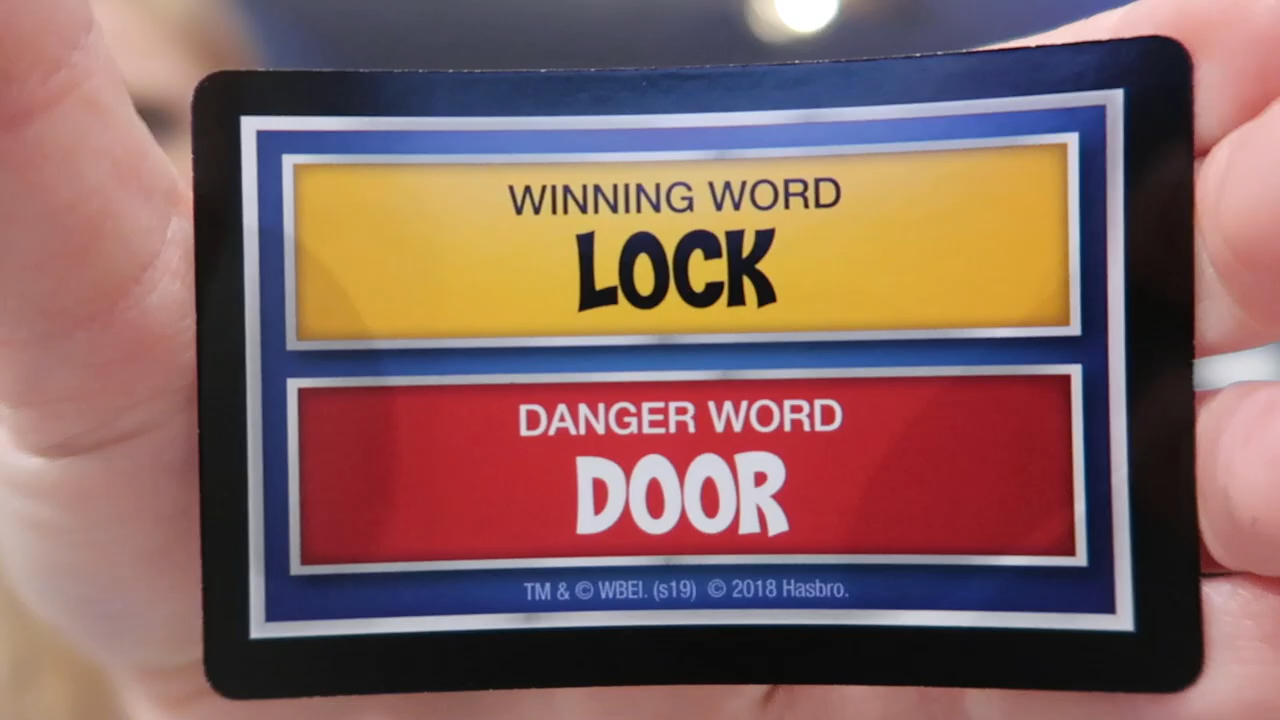 WINNING WORD
LOCK
DANGER WORD
DOOR
TM & © WBEI. (s19) © 2018 Hasbro.